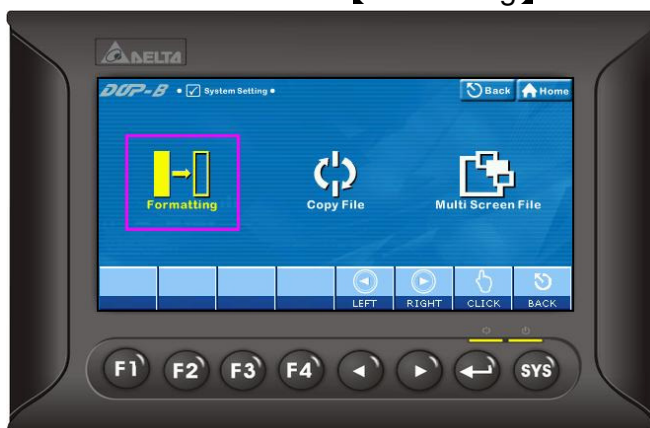 DELTA
DOP-B • System Setting •
Back
Home
Formatting
Copy File
Multi Screen File
LEFT
RIGHT
CLICK
BACK
F1
F2
F3
F4
SYS